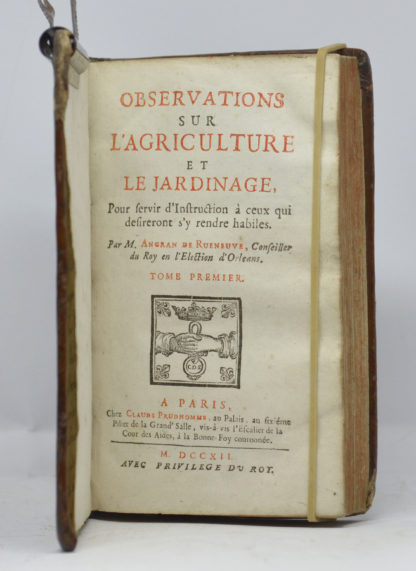 OBSERVATIONS
SUR
L'AGRICULTURE
ET
LE JARDINAGE,
Pour servir d'Instruction à ceux qui
desireront s'y rendre habiles.
Par M. ANGRAN DE RUENEUVE, Conseiller
du Roy en l'Election d'Orleans.
TOME PREMIER.
C.D.S
A PARIS,
Chez CLAUDE PRUDHOMME, au Palais, au sixiéme
Pilier de la Grand' Salle, vis-à-vis l'Escalier de la
Cour des Aides, à la Bonne-Foy couronnée.
M. DCCXII.
AVEC PRIVILEGE DU ROY.